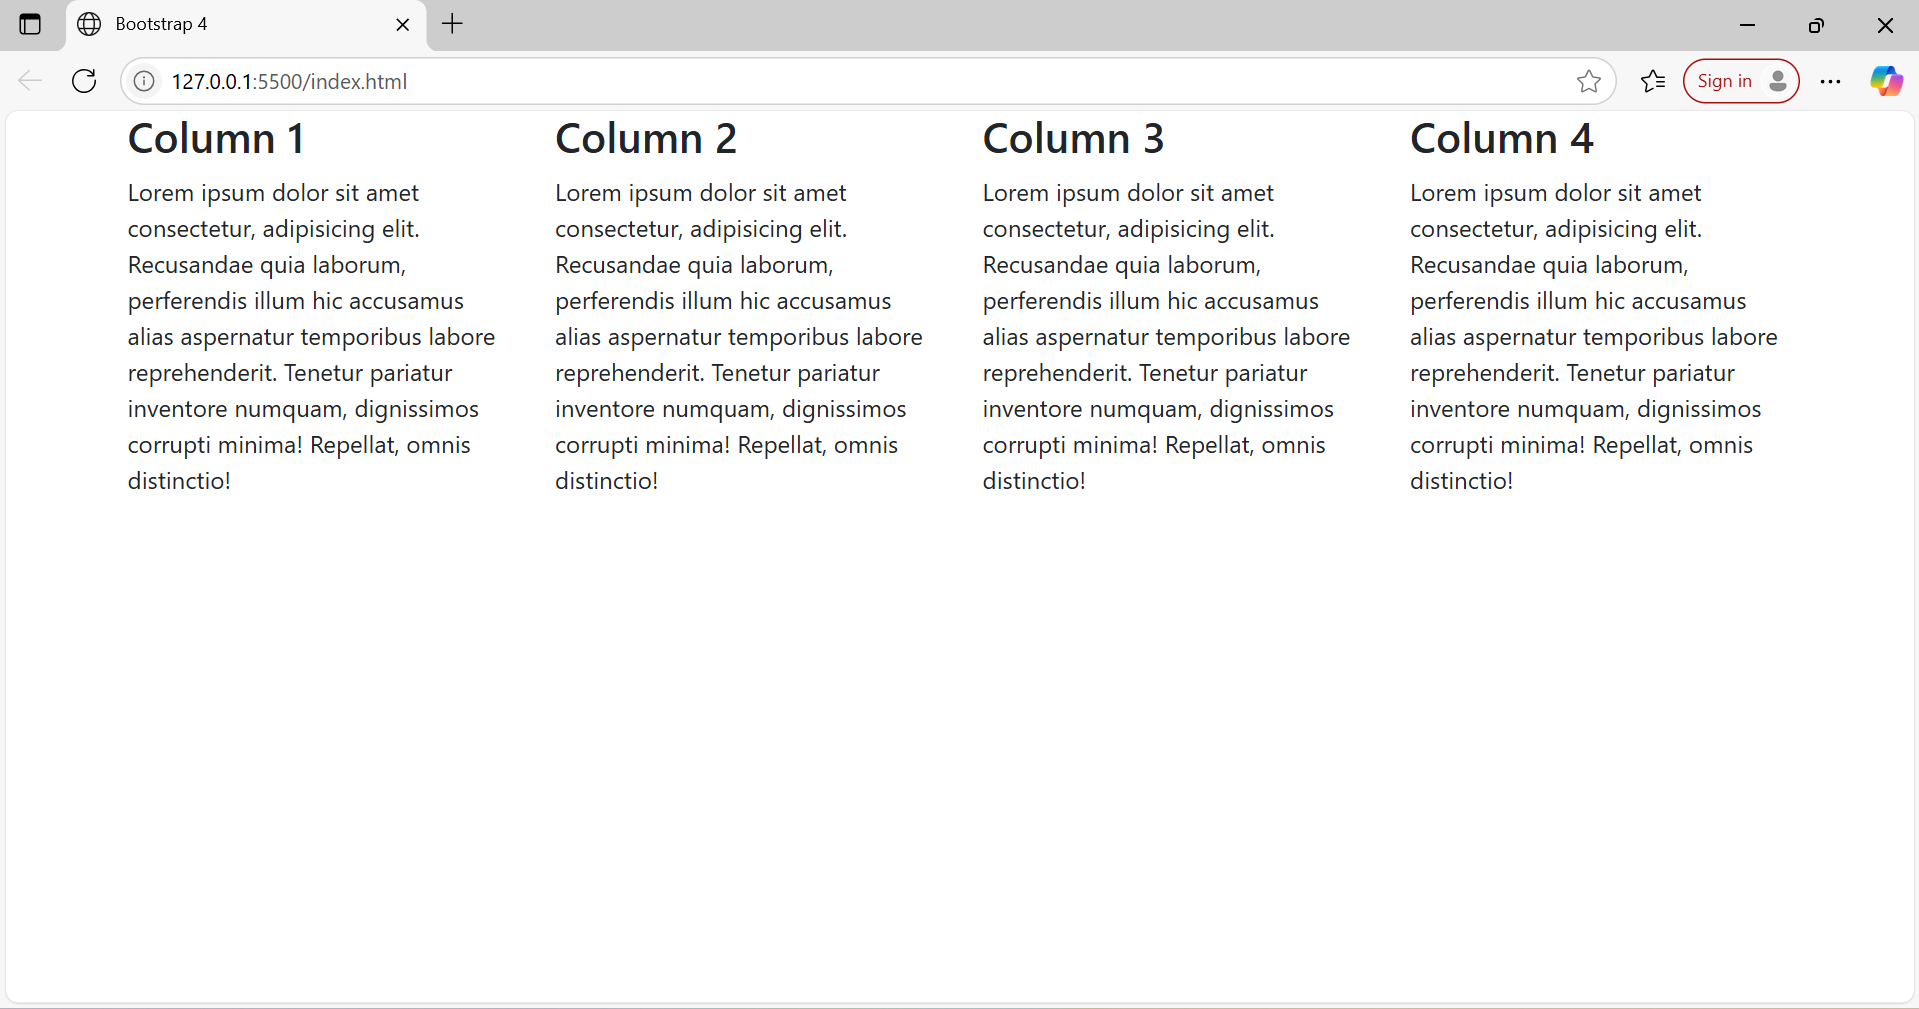 Bootstrap 4
127.0.0.1:5500/index.html
Sign in
Column 1
Lorem ipsum dolor sit amet
consectetur, adipisicing elit.
Recusandae quia laborum,
perferendis illum hic accusamus
alias aspernatur temporibus labore
reprehenderit. Tenetur pariatur
inventore numquam, dignissimos
corrupti minima! Repellat, omnis
distinctio!
Column 2
Lorem ipsum dolor sit amet
consectetur, adipisicing elit.
Recusandae quia laborum,
perferendis illum hic accusamus
alias aspernatur temporibus labore
reprehenderit. Tenetur pariatur
inventore numquam, dignissimos
corrupti minima! Repellat, omnis
distinctio!
Column 3
Lorem ipsum dolor sit amet
consectetur, adipisicing elit.
Recusandae quia laborum,
perferendis illum hic accusamus
alias aspernatur temporibus labore
reprehenderit. Tenetur pariatur
inventore numquam, dignissimos
corrupti minima! Repellat, omnis
distinctio!
Column 4
Lorem ipsum dolor sit amet
consectetur, adipisicing elit.
Recusandae quia laborum,
perferendis illum hic accusamus
alias aspernatur temporibus labore
reprehenderit. Tenetur pariatur
inventore numquam, dignissimos
corrupti minima! Repellat, omnis
distinctio!